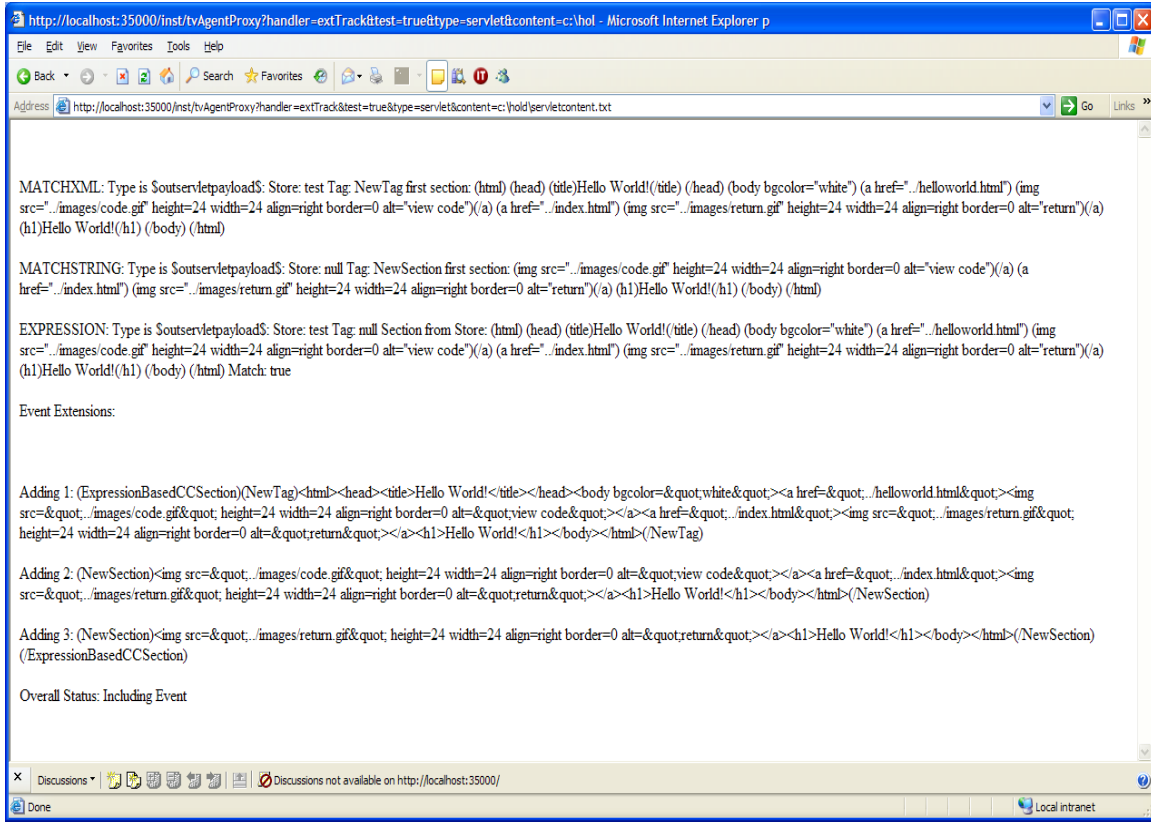 http://localhost:35000/inst/tvAgentProxy?handler=extTrack&test=true&type=servlet&content=c:\hol - Microsoft Internet Explorer p
File Edit View Favorites Tools Help
Back Search Favorites
Address http://localhost:35000/inst/tvAgentProxy?handler=extTrack&test=true&type=servlet&content=c:\hold\servletcontent.txt Go Links »
MATCHXML: Type is $outservletpayload$: Store: test Tag: NewTag first section: (html) (head) (title)Hello World!(/title) (/head) (body bgcolor="white") (a href="../helloworld.html") (img
src="../images/code.gif" height=24 width=24 align=right border=0 alt="view code")(/a) (a href="../index.html") (img src="../images/return.gif" height=24 width=24 align=right border=0 alt="return")(/a)
(h1)Hello World!(/h1) (/body) (/html)
MATCHSTRING: Type is $outservletpayload$: Store: null Tag: NewSection first section: (img src="../images/code.gif" height=24 width=24 align=right border=0 alt="view code")(/a) (a
href="../index.html") (img src="../images/return.gif" height=24 width=24 align=right border=0 alt="return")(/a) (h1)Hello World!(/h1) (/body) (/html)
EXPRESSION: Type is $outservletpayload$: Store: test Tag: null Section from Store: (html) (head) (title)Hello World!(/title) (/head) (body bgcolor="white") (a href="../helloworld.html") (img
src="../images/code.gif" height=24 width=24 align=right border=0 alt="view code")(/a) (a href="../index.html") (img src="../images/return.gif" height=24 width=24 align=right border=0 alt="return")(/a)
(h1)Hello World!(/h1) (/body) (/html) Match: true
Event Extensions:
Adding 1: (ExpressionBasedCCSection)(NewTag)<html><head><title>Hello World!</title></head><body bgcolor=&quot;white&quot;><a href=&quot;../helloworld.html&quot;><img
src=&quot;../images/code.gif&quot; height=24 width=24 align=right border=0 alt=&quot;view code&quot;></a><a href=&quot;../index.html&quot;><img src=&quot;../images/return.gif&quot;
height=24 width=24 align=right border=0 alt=&quot;return&quot;></a><h1>Hello World!</h1></body></html>(/NewTag)
Adding 2: (NewSection)<img src=&quot;../images/code.gif&quot; height=24 width=24 align=right border=0 alt=&quot;view code&quot;></a><a href=&quot;../index.html&quot;><img
src=&quot;../images/return.gif&quot; height=24 width=24 align=right border=0 alt=&quot;return&quot;></a><h1>Hello World!</h1></body></html>(/NewSection)
Adding 3: (NewSection)<img src=&quot;../images/return.gif&quot; height=24 width=24 align=right border=0 alt=&quot;return&quot;></a><h1>Hello World!</h1></body></html>(/NewSection)
(/ExpressionBasedCCSection)
Overall Status: Including Event
Discussions Discussions not available on http://localhost:35000/
Done Local intranet